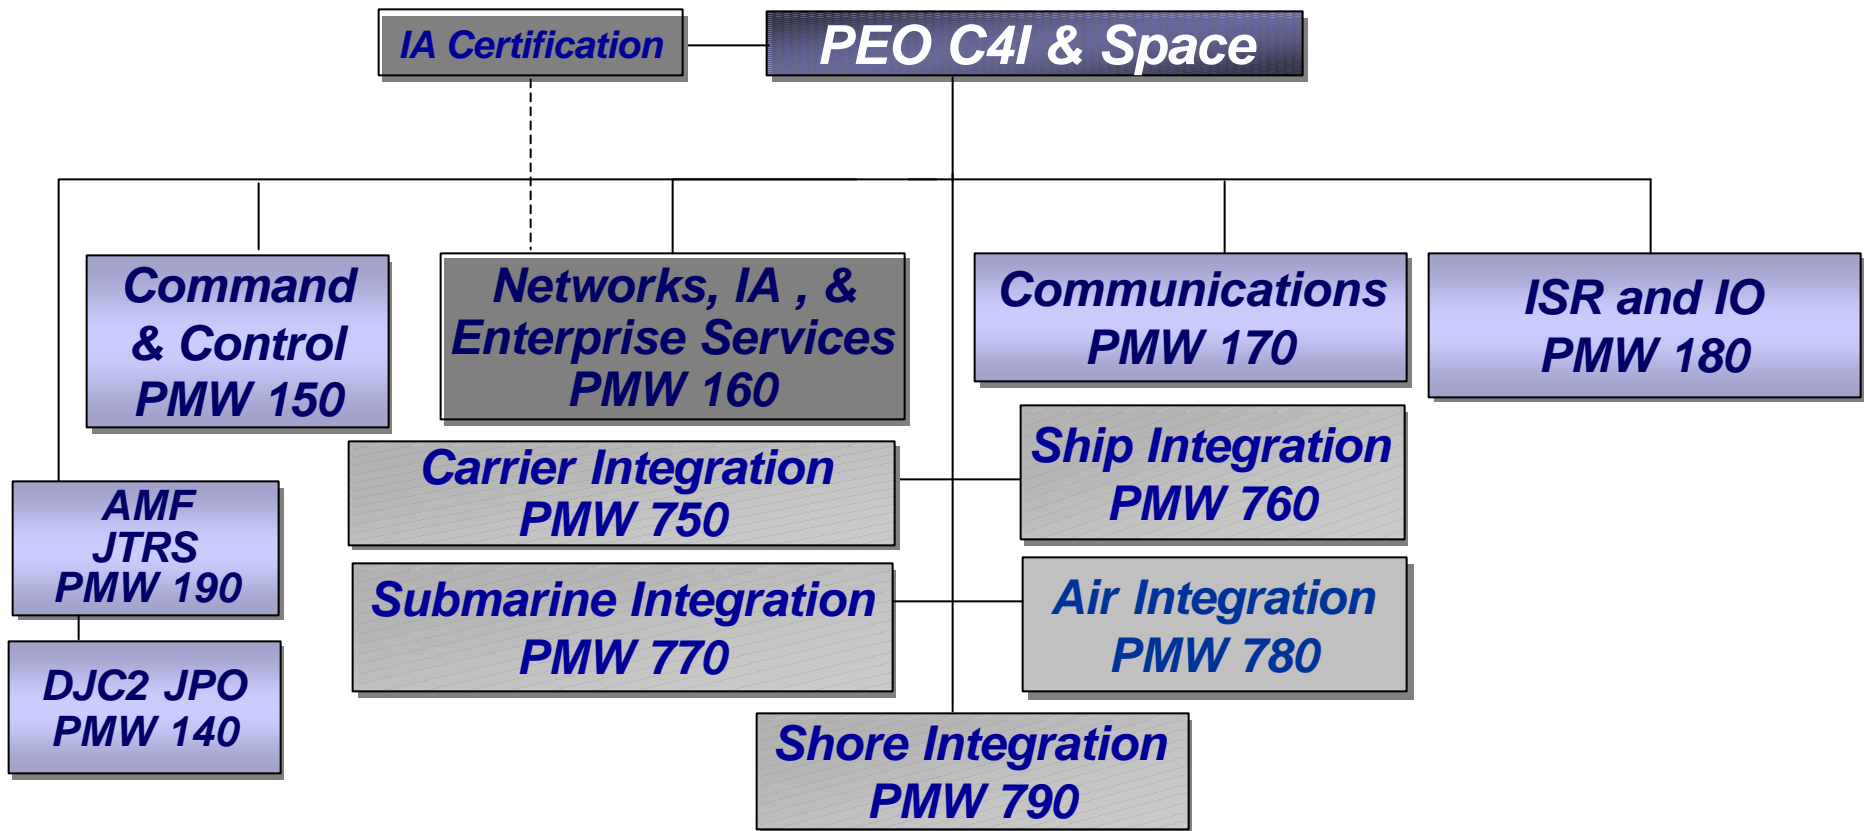 IA Certification
PEO C4I & Space
Command
& Control
PMW 150
Networks, IA , &
Enterprise Services
PMW 160
Communications
PMW 170
ISR and IO
PMW 180
Carrier Integration
PMW 750
Ship Integration
PMW 760
AMF
JTRS
PMW 190
Submarine Integration
PMW 770
Air Integration
PMW 780
DJC2 JPO
PMW 140
Shore Integration
PMW 790